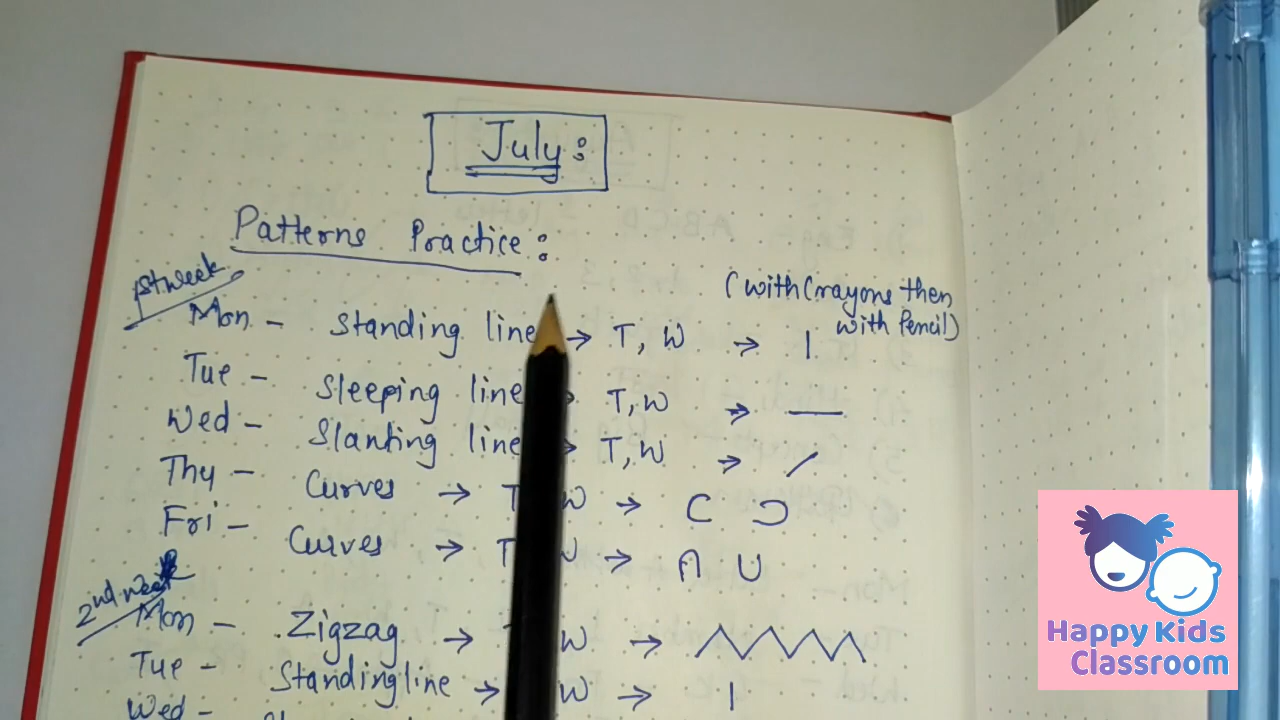 July:
Patterns Practice:
1st week
(with Crayons then
with Pencil)
Mon - Standing line → T, W → |
Tue - Sleeping line → T, W → —
Wed - Slanting line → T, W → /
Thu - Curves → T W → C Ɔ
Fri - Curves → T W → ∩ U
2nd week
Mon - Zigzag → W →
Tue - Standing line → W → |
Wed -
Happy Kids
Classroom